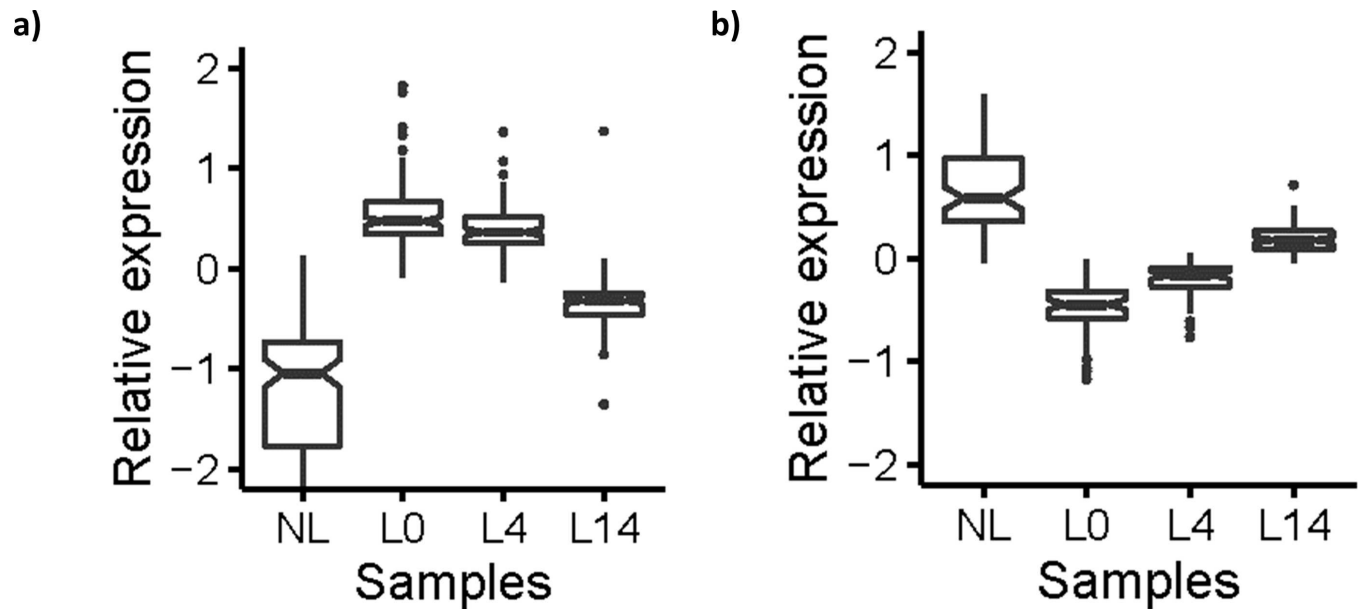 a)
Relative expression
2
1
0
−1
−2
NL L0 L4 L14
Samples
b)
Relative expression
2
1
0
−1
−2
NL L0 L4 L14
Samples